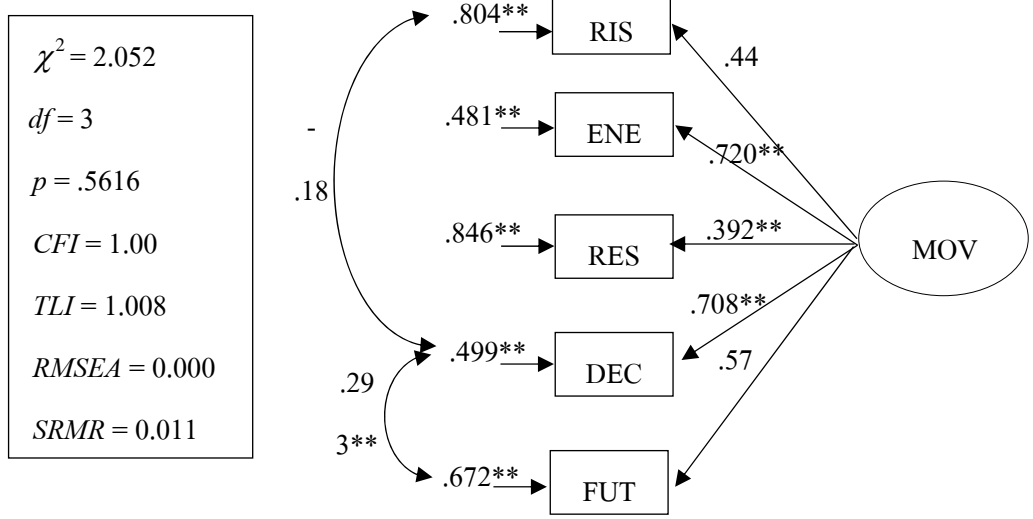 χ² = 2.052
df = 3
p = .5616
CFI = 1.00
TLI = 1.008
RMSEA = 0.000
SRMR = 0.011
-
.18
.29
3**
.804**
RIS
.44
.481**
ENE
.720**
.846**
RES
.392**
MOV
.708**
.499**
DEC
.57
.672**
FUT